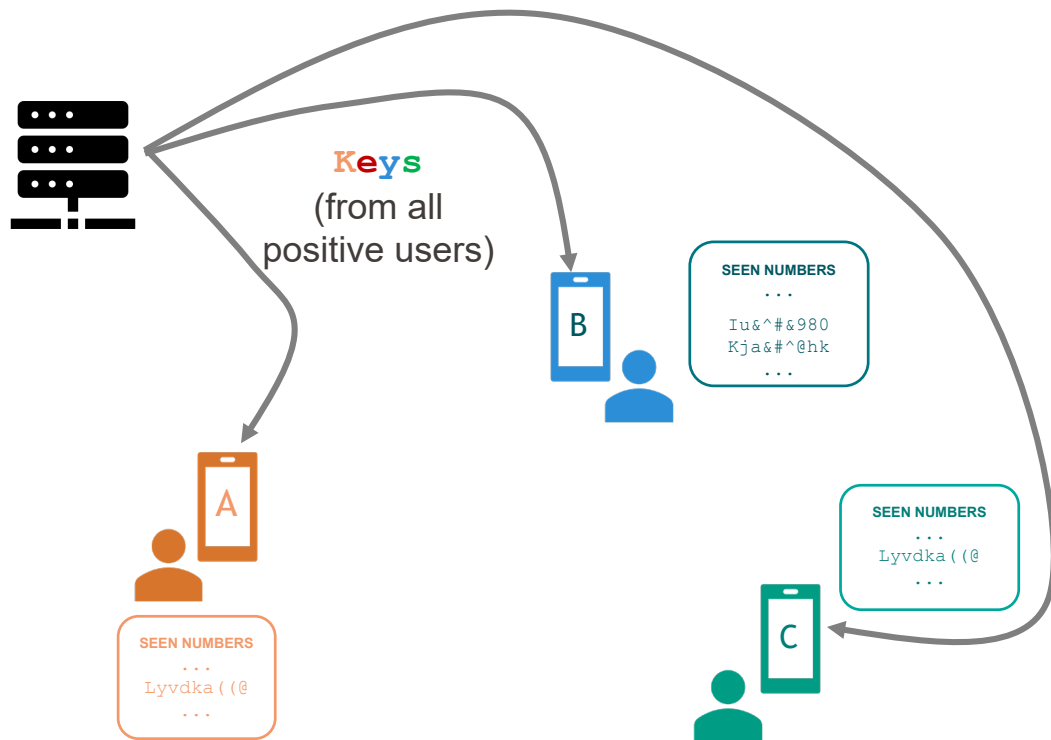 Keys
(from all
positive users)
B
SEEN NUMBERS
...
Iu&^#&980
Kja&#^@hk
...
A
SEEN NUMBERS
...
Lyvdka((@
...
SEEN NUMBERS
...
Lyvdka((@
...
C